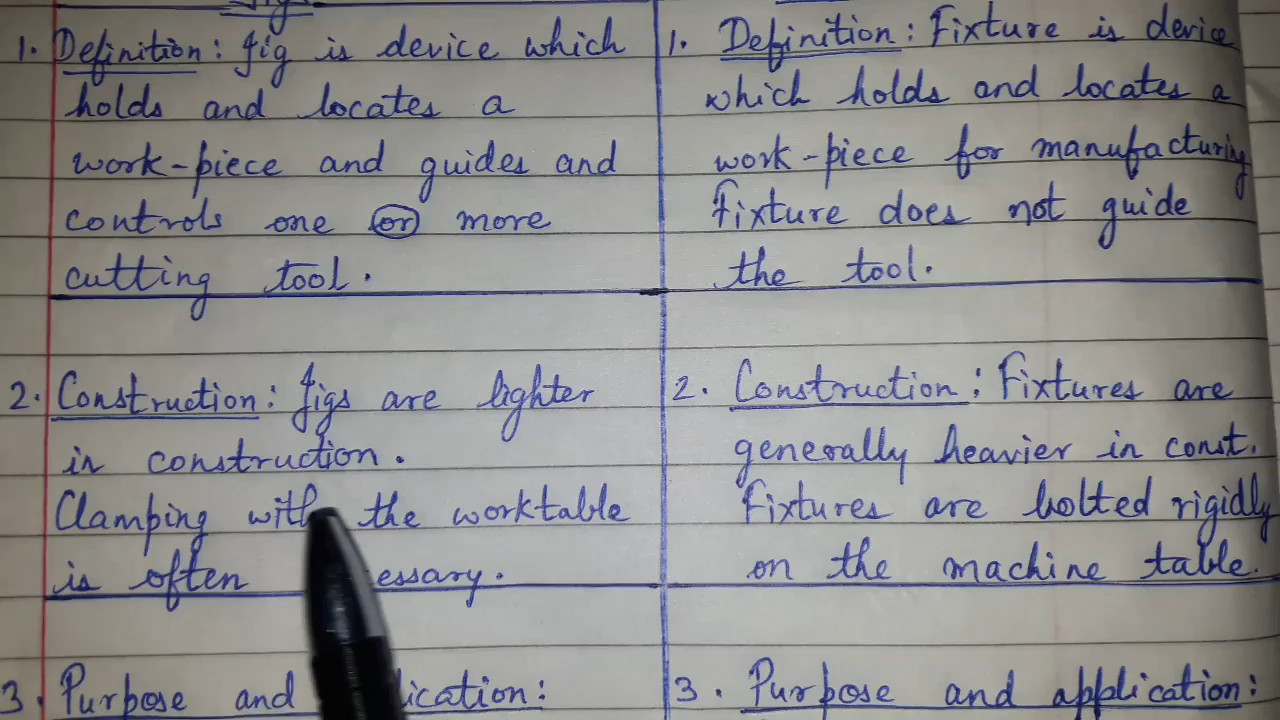 Jig
1. Definition: Jig is device which
holds and locates a
work-piece and guides and
controls one or more
cutting tool.
2. Construction: Jigs are lighter
in construction.
Clamping with the worktable
is often essary.
3. Purpose and lication:
1. Definition: Fixture is device
which holds and locates a
work-piece for manufacturing
fixture does not guide
the tool.
2. Construction: Fixtures are
generally heavier in const.
Fixtures are bolted rigidly
on the machine table.
3. Purpose and application: